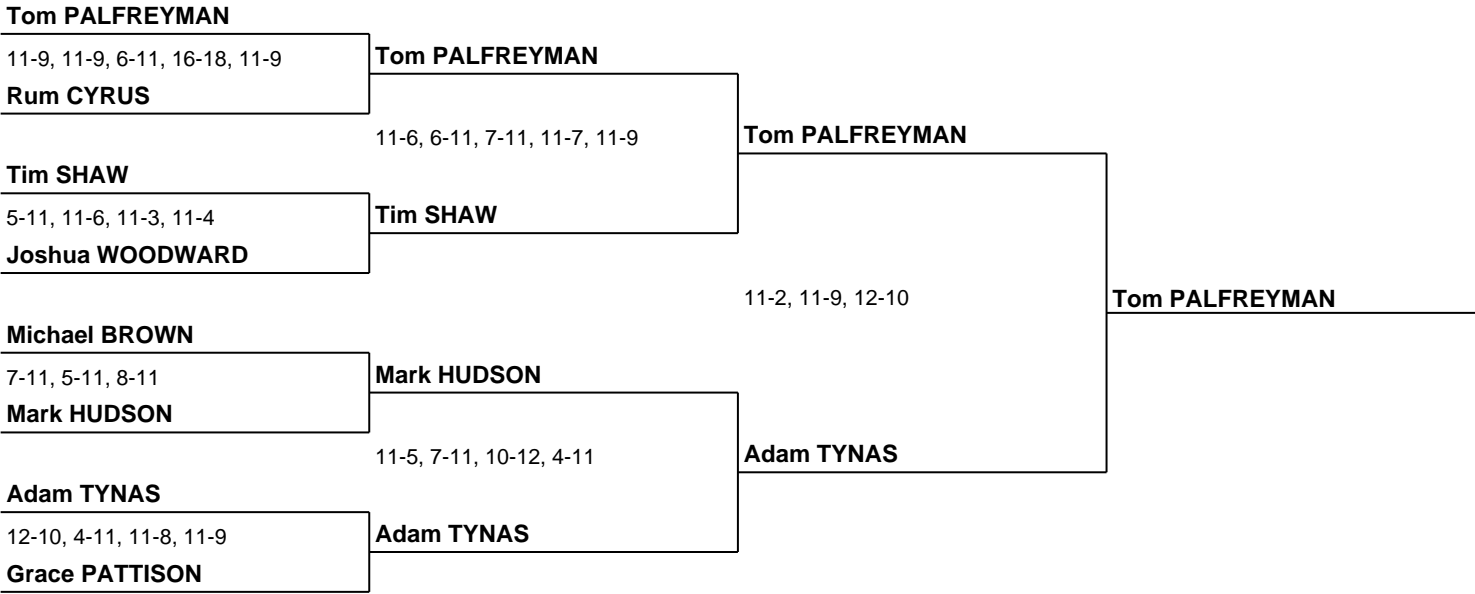 Tom PALFREYMAN
11-9, 11-9, 6-11, 16-18, 11-9
Tom PALFREYMAN
Rum CYRUS
11-6, 6-11, 7-11, 11-7, 11-9
Tom PALFREYMAN
Tim SHAW
5-11, 11-6, 11-3, 11-4
Tim SHAW
Joshua WOODWARD
11-2, 11-9, 12-10
Tom PALFREYMAN
Michael BROWN
7-11, 5-11, 8-11
Mark HUDSON
Mark HUDSON
11-5, 7-11, 10-12, 4-11
Adam TYNAS
Adam TYNAS
12-10, 4-11, 11-8, 11-9
Adam TYNAS
Grace PATTISON